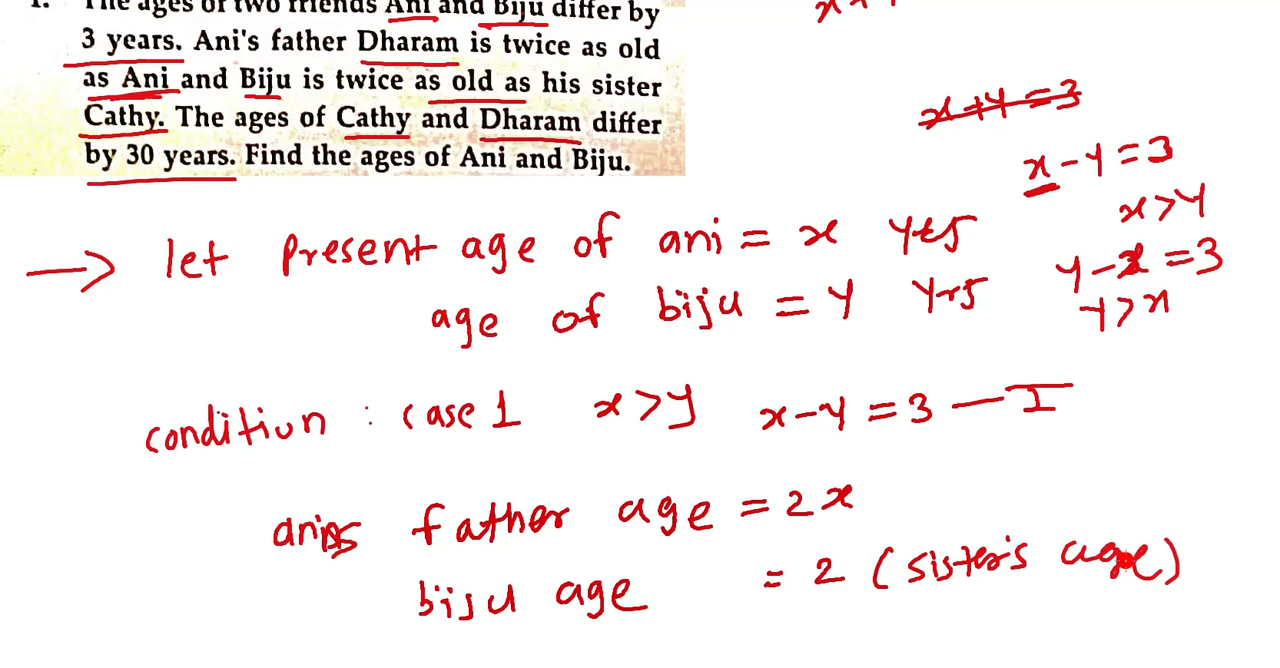 1. The ages of two friends Ani and Biju differ by
3 years. Ani's father Dharam is twice as old
as Ani and Biju is twice as old as his sister
Cathy. The ages of Cathy and Dharam differ
by 30 years. Find the ages of Ani and Biju.
x+y=3
x-y=3
x>y
y-x=3
y>x
→ let present age of ani = x yrs
age of biju = y yrs
condition : case 1 x>y x-y=3 — I
anis father age = 2x
biju age = 2 (sister's age)